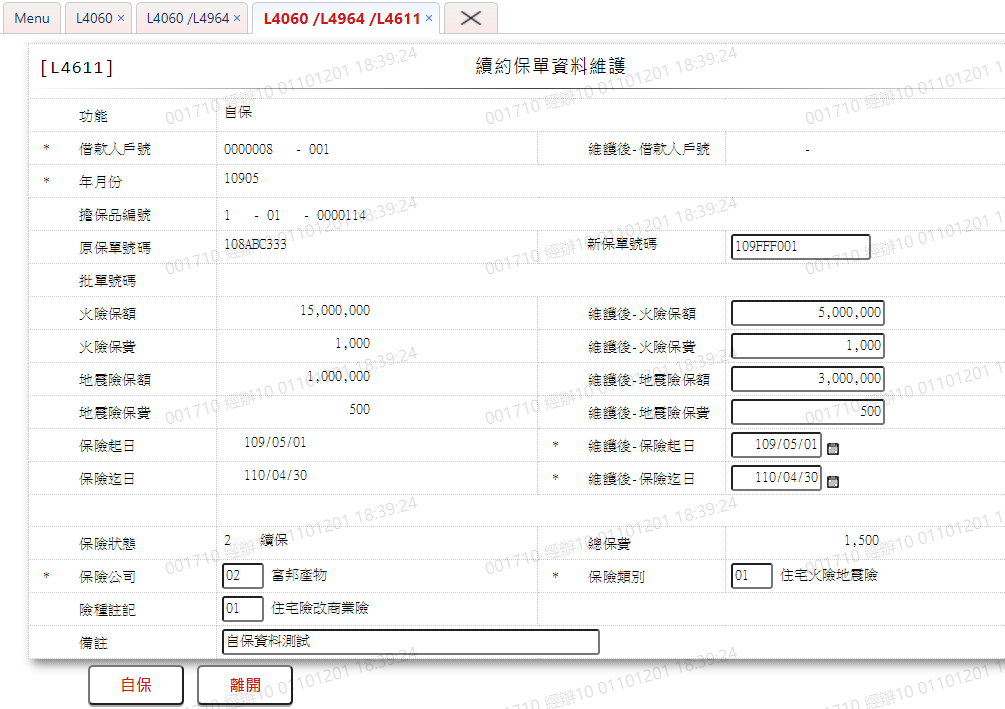 Menu L4060 × L4060 /L4964 × L4060 /L4964 /L4611 ×
[L4611] 續約保單資料維護
功能 自保
* 借款人戶號 0000008 - 001 維護後-借款人戶號 -
* 年月份 10905
擔保品編號 1 - 01 - 0000114
原保單號碼 108ABC333 新保單號碼 109FFF001
批單號碼
火險保額 15,000,000 維護後-火險保額 5,000,000
火險保費 1,000 維護後-火險保費 1,000
地震險保額 1,000,000 維護後-地震險保額 3,000,000
地震險保費 500 維護後-地震險保費 500
保險起日 109/05/01 * 維護後-保險起日 109/05/01
保險迄日 110/04/30 * 維護後-保險迄日 110/04/30
保險狀態 2 續保 總保費 1,500
* 保險公司 02 富邦產物 * 保險類別 01 住宅火險地震險
險種註記 01 住宅險改商業險
備註 自保資料測試
自保 離開
001710 經辦10 01101201 18:39:24